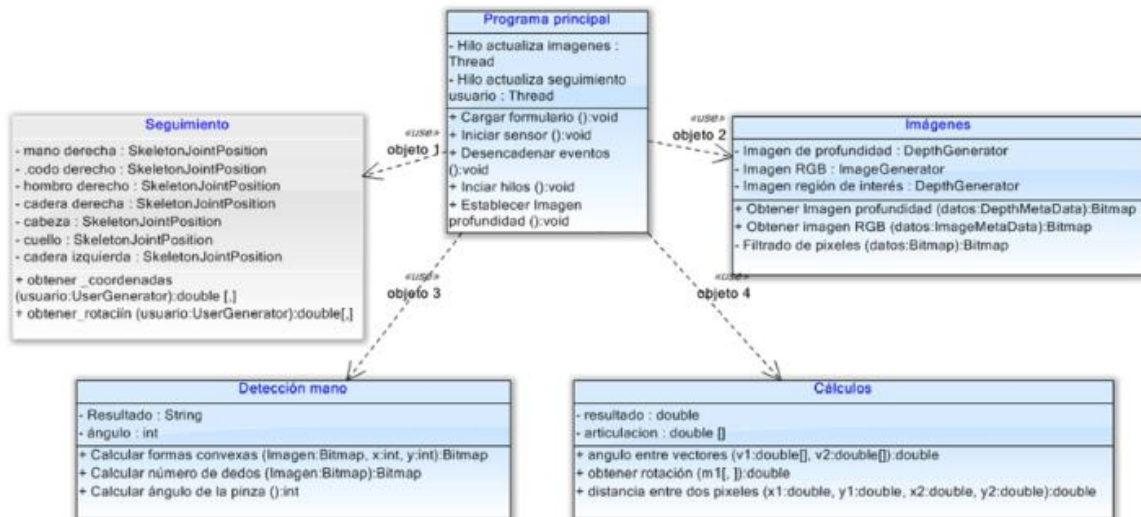 Programa principal
- Hilo actualiza imagenes :
Thread
- Hilo actualiza seguimiento
usuario : Thread
+ Cargar formulario ():void
+ Iniciar sensor ():void
+ Desencadenar eventos
():void
+ Inciar hilos ():void
+ Establecer Imagen
profundidad ():void
«use»
objeto 1
«use»
objeto 2
Seguimiento
- mano derecha : SkeletonJointPosition
- .codo derecho : SkeletonJointPosition
- hombro derecho : SkeletonJointPosition
- cadera derecha : SkeletonJointPosition
- cabeza : SkeletonJointPosition
- cuello : SkeletonJointPosition
- cadera izquierda : SkeletonJointPosition
+ obtener _coordenadas
(usuario:UserGenerator):double [,]
+ obtener_rotaciín (usuario:UserGenerator):double[,]
Imágenes
- Imagen de profundidad : DepthGenerator
- Imagen RGB : ImageGenerator
- Imagen región de interés : DepthGenerator
+ Obtener Imagen profundidad (datos:DepthMetaData):Bitmap
+ Obtener imagen RGB (datos:ImageMetaData):Bitmap
- Filtrado de pixeles (datos:Bitmap):Bitmap
«use»
objeto 3
«use»
objeto 4
Detección mano
- Resultado : String
- ángulo : int
+ Calcular formas convexas (Imagen:Bitmap, x:int, y:int):Bitmap
+ Calcular número de dedos (Imagen:Bitmap):Bitmap
+ Calcular ángulo de la pinza ():int
Cálculos
- resultado : double
- articulacion : double []
+ angulo entre vectores (v1:double[], v2:double[]):double
+ obtener rotación (m1[, ]):double
+ distancia entre dos pixeles (x1:double, y1:double, x2:double, y2:double):double